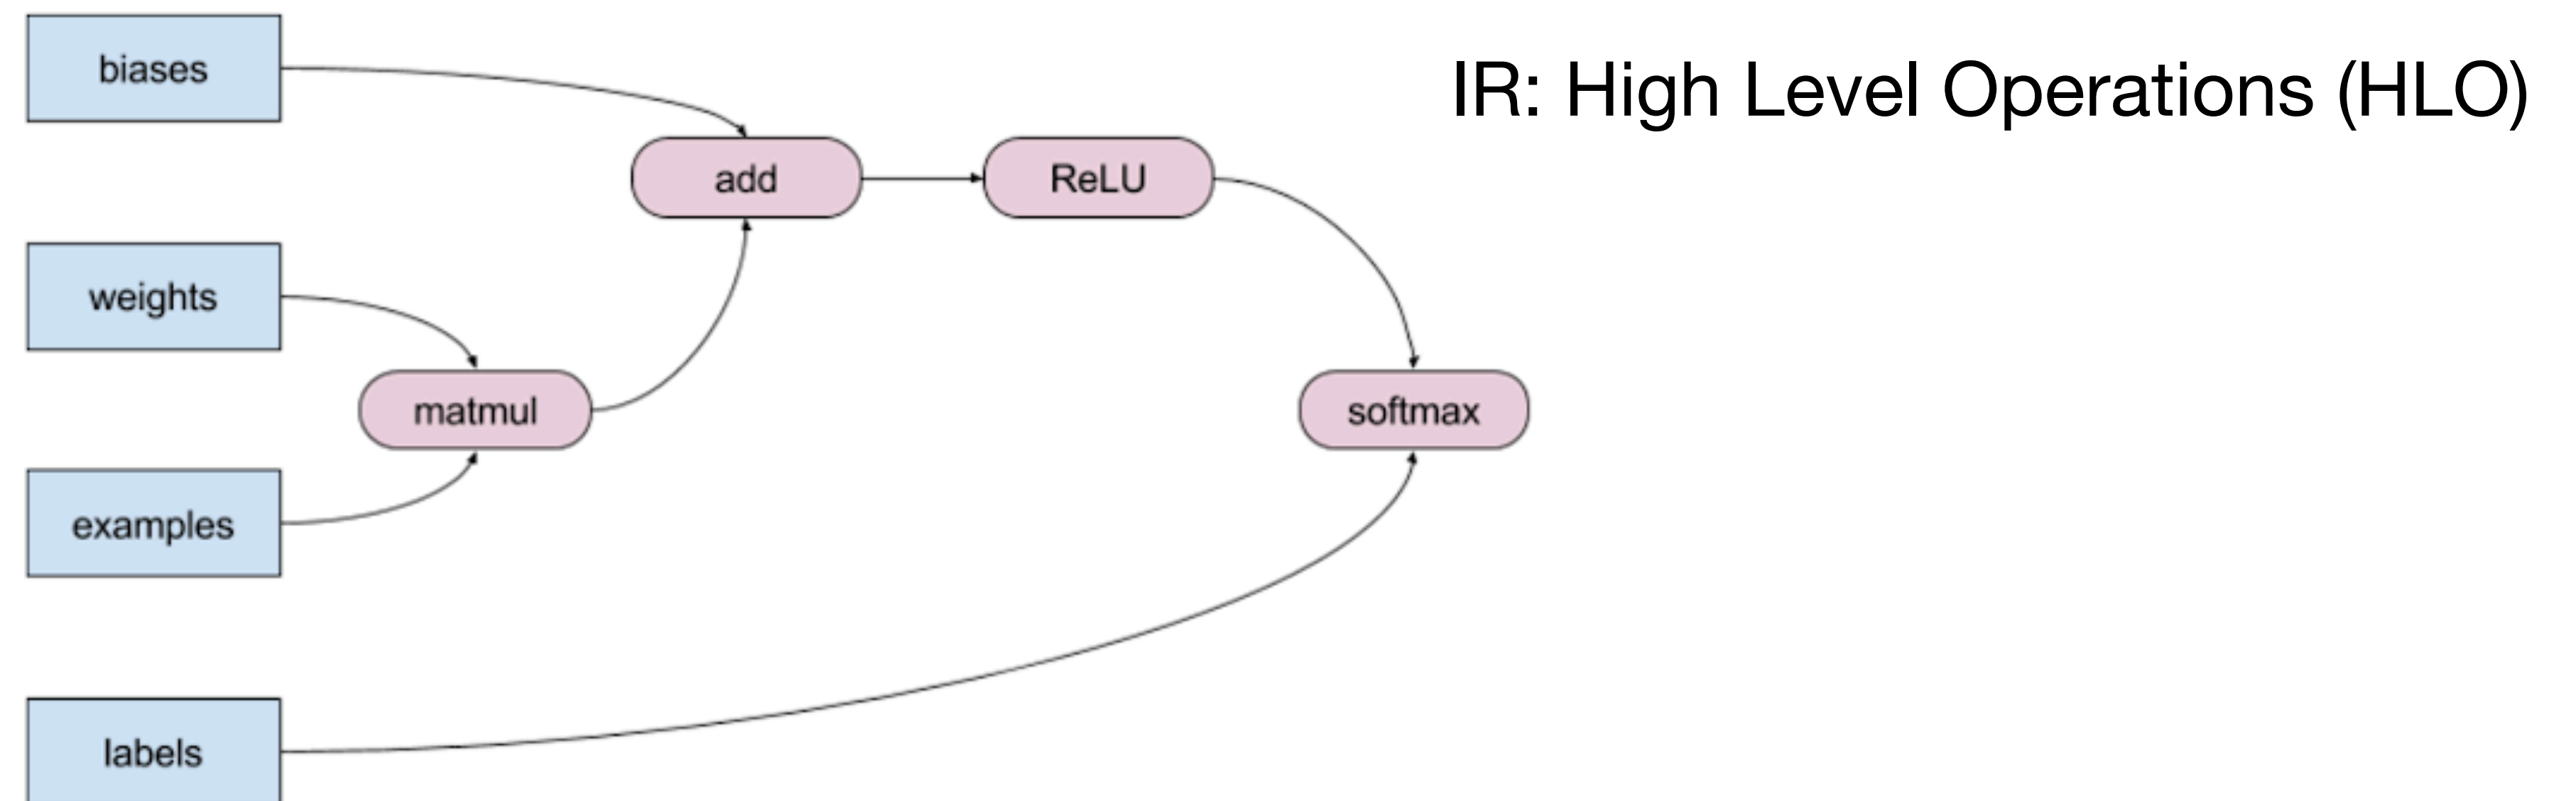 biases
IR: High Level Operations (HLO)
add
ReLU
weights
matmul
softmax
examples
labels